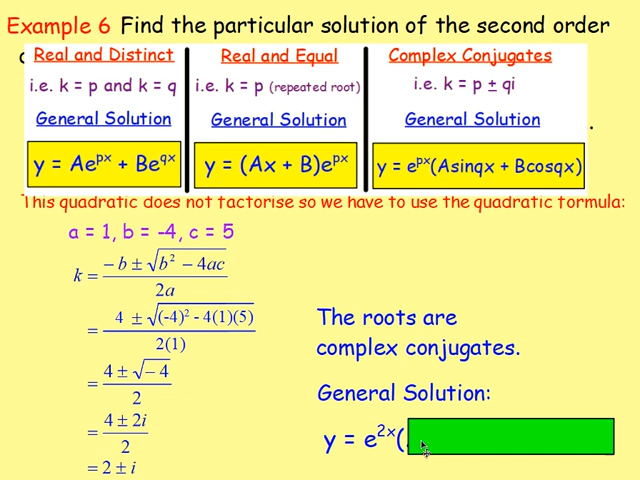 Example 6 Find the particular solution of the second order
Real and Distinct
i.e. k = p and k = q
General Solution
y = Ae^px + Be^qx
Real and Equal
i.e. k = p (repeated root)
General Solution
y = (Ax + B)e^px
Complex Conjugates
i.e. k = p ± qi
General Solution
y = e^px(Asinqx + Bcosqx)
This quadratic does not factorise so we have to use the quadratic formula:
a = 1, b = -4, c = 5
k = (−b ± √(b² − 4ac)) / 2a
= (4 ± √((-4)² - 4(1)(5))) / 2(1)
= (4 ± √−4) / 2
= (4 ± 2i) / 2
= 2 ± i
The roots are
complex conjugates.
General Solution:
y = e^2x(